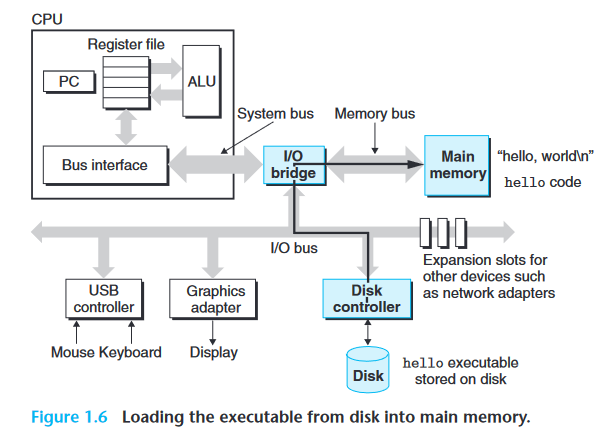 CPU
Register file
PC
ALU
System bus
Memory bus
Bus interface
I/O
bridge
Main
memory
"hello, world\n"
hello code
I/O bus
Expansion slots for
other devices such
as network adapters
USB
controller
Graphics
adapter
Disk
controller
Mouse Keyboard
Display
Disk
hello executable
stored on disk
Figure 1.6 Loading the executable from disk into main memory.